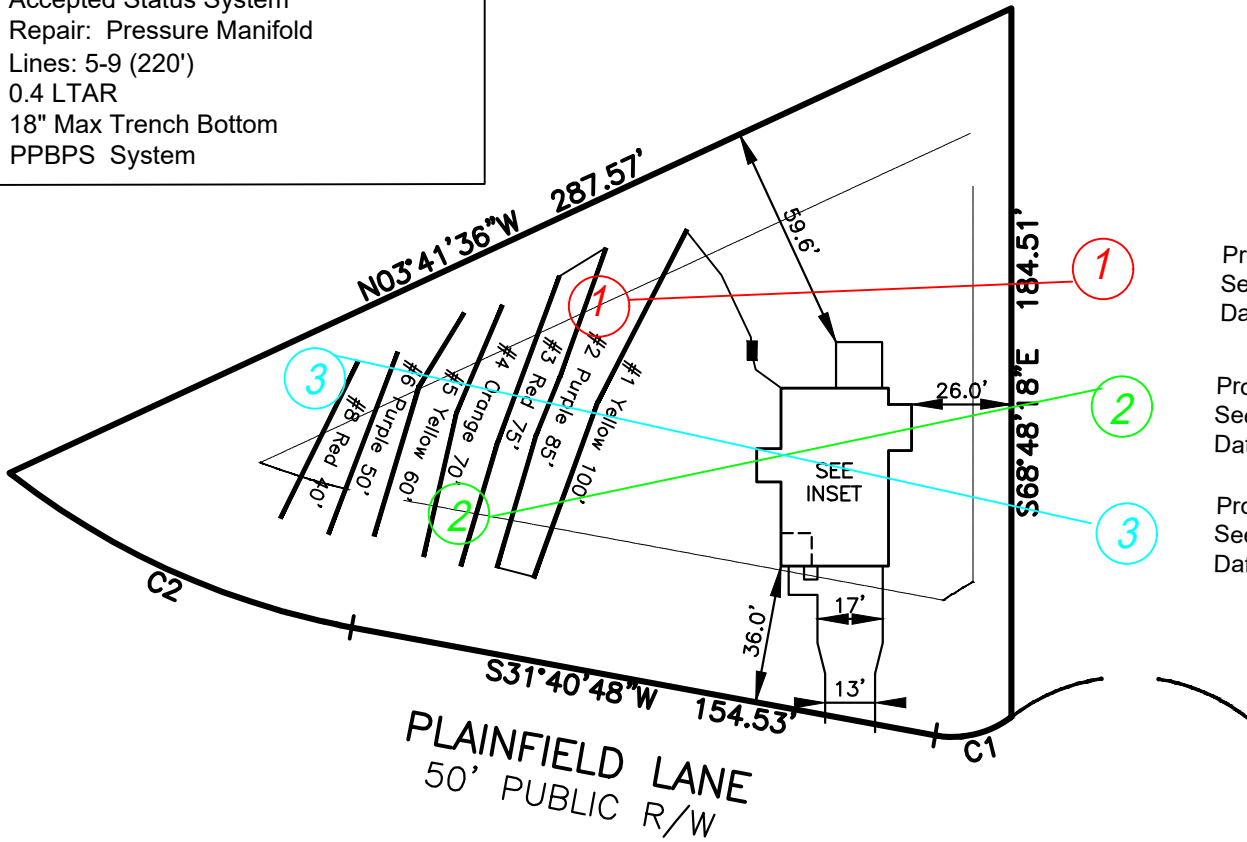 Accepted Status System
Repair: Pressure Manifold
Lines: 5-9 (220')
0.4 LTAR
18" Max Trench Bottom
PPBPS System
N03°41'36"W 287.57'
59.6'
S68°48'18"E 184.51'
26.0'
1
1
2
2
3
3
#1 Yellow 100'
#2 Purple 85'
#3 Red 75'
#4 Orange 70'
#5 Yellow 60'
#6 Purple 50'
#8 Red 40'
SEE
INSET
17'
36.0'
13'
C2
S31°40'48"W 154.53'
C1
PLAINFIELD LANE
50' PUBLIC R/W